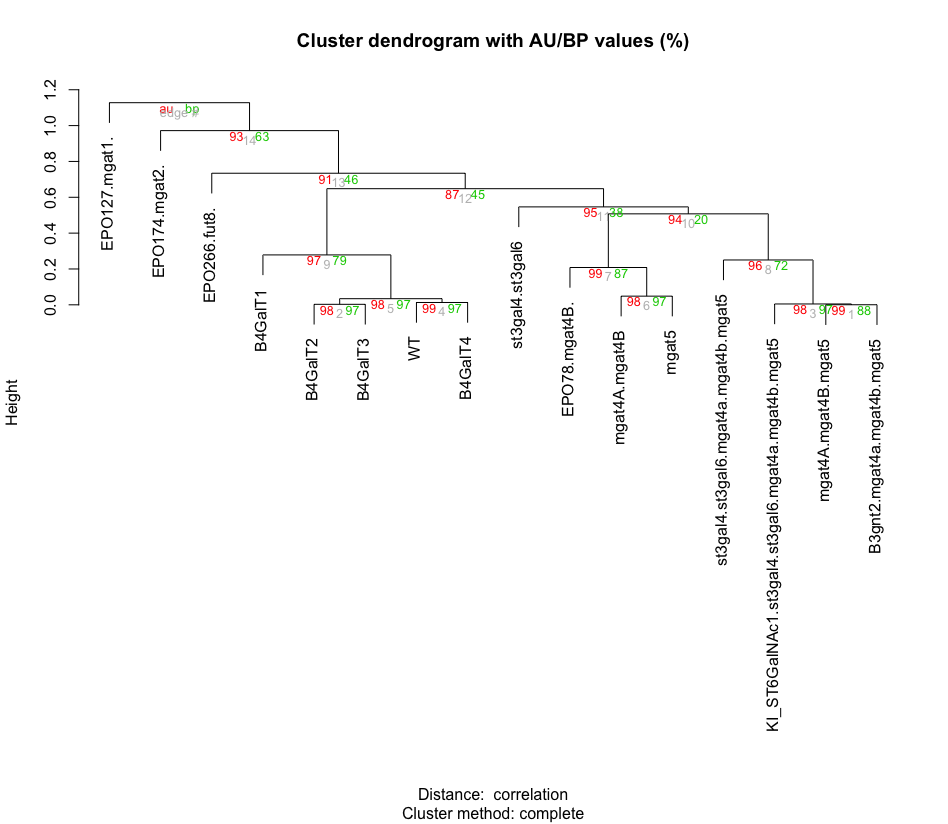 Cluster dendrogram with AU/BP values (%)
Height
0.0 0.2 0.4 0.6 0.8 1.0 1.2
au bp
edge #
93 14 63
91 13 46
87 12 45
95 11 38
94 10 20
97 9 79
96 8 72
99 7 87
98 6 97
98 5 97
99 4 97
98 3 97
98 2 97
99 1 88
EPO127.mgat1.
EPO174.mgat2.
EPO266.fut8.
B4GalT1
B4GalT2
B4GalT3
WT
B4GalT4
st3gal4.st3gal6
EPO78.mgat4B.
mgat4A.mgat4B
mgat5
st3gal4.st3gal6.mgat4a.mgat4b.mgat5
KI_ST6GalNAc1.st3gal4.st3gal6.mgat4a.mgat4b.mgat5
mgat4A.mgat4B.mgat5
B3gnt2.mgat4a.mgat4b.mgat5
Distance: correlation
Cluster method: complete